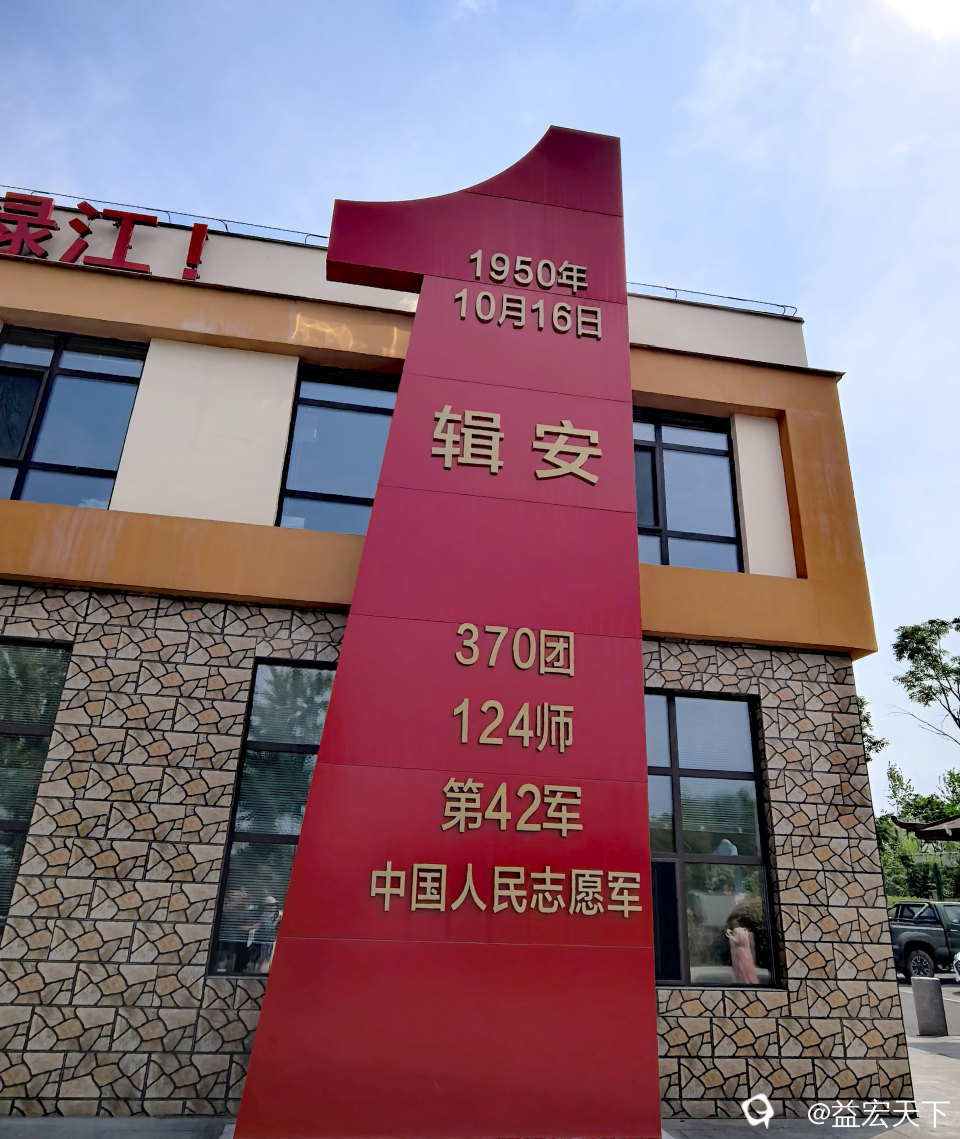 绿江！
1950年
10月16日
辑安
370团
124师
第42军
中国人民志愿军
@益宏天下